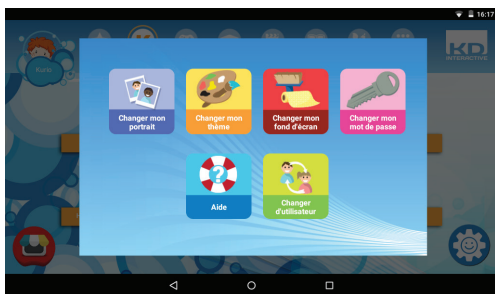 16:17
Kurio
KD
INTERACTIVE
Changer mon
portrait
Changer mon
thème
Changer mon
fond d'écran
Changer mon
mot de passe
?
Aide
Changer
d'utilisateur